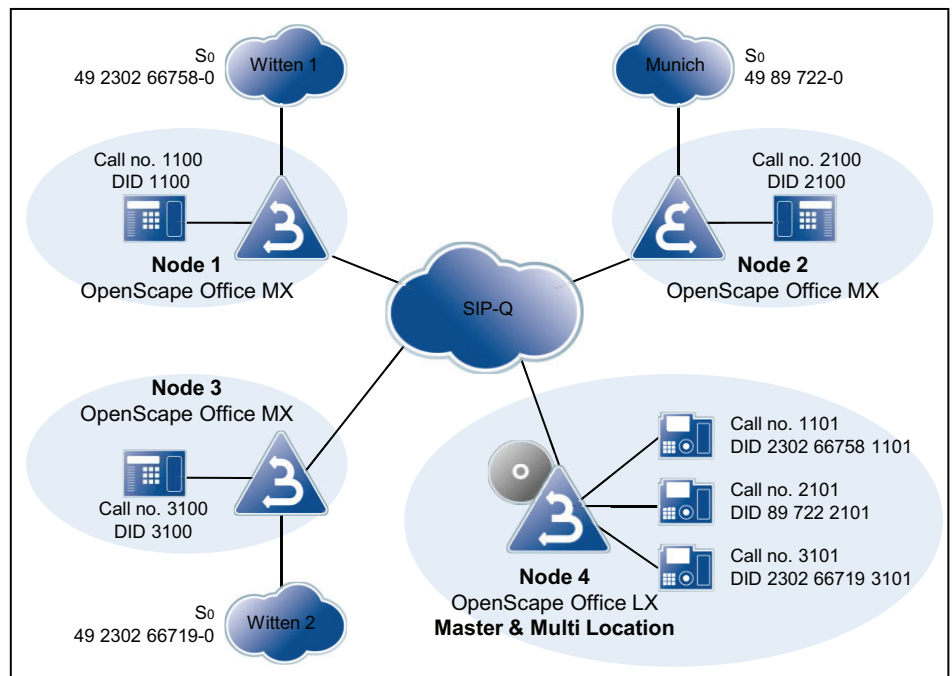 S0
49 2302 66758-0
Witten 1
Munich
S0
49 89 722-0
Call no. 1100
DID 1100
Node 1
OpenScape Office MX
Call no. 2100
DID 2100
Node 2
OpenScape Office MX
SIP-Q
Node 3
OpenScape Office MX
Call no. 3100
DID 3100
S0
49 2302 66719-0
Witten 2
Call no. 1101
DID 2302 66758 1101
Call no. 2101
DID 89 722 2101
Call no. 3101
DID 2302 66719 3101
Node 4
OpenScape Office LX
Master & Multi Location